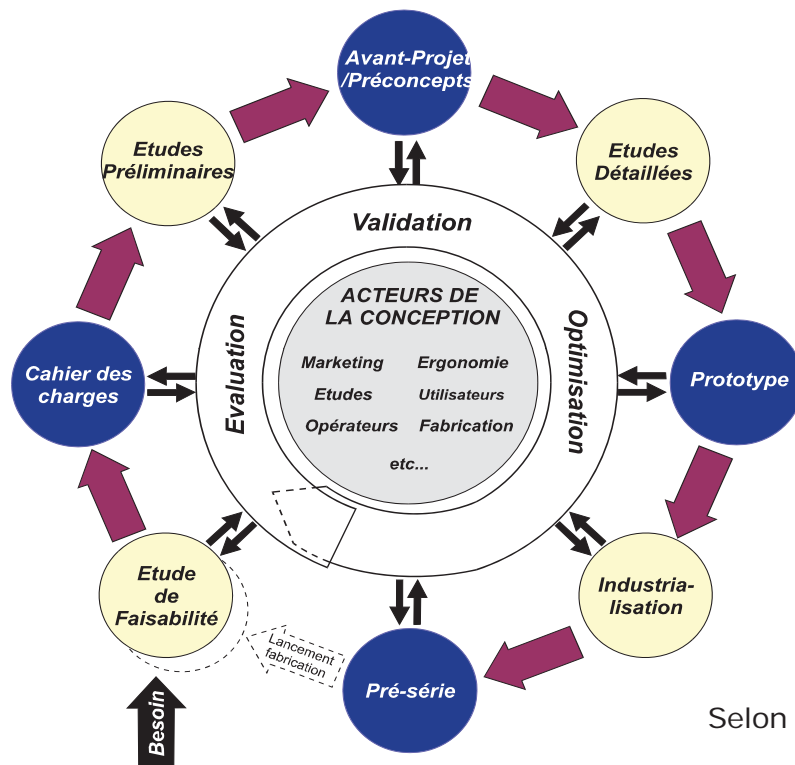 Avant-Projet
/Préconcepts
Etudes
Préliminaires
Etudes
Détaillées
Validation
ACTEURS DE
LA CONCEPTION
Marketing
Ergonomie
Etudes
Utilisateurs
Opérateurs
Fabrication
etc...
Evaluation
Optimisation
Cahier des
charges
Prototype
Etude
de
Faisabilité
Industria-
lisation
Lancement
fabrication
Pré-série
Besoin
Selon